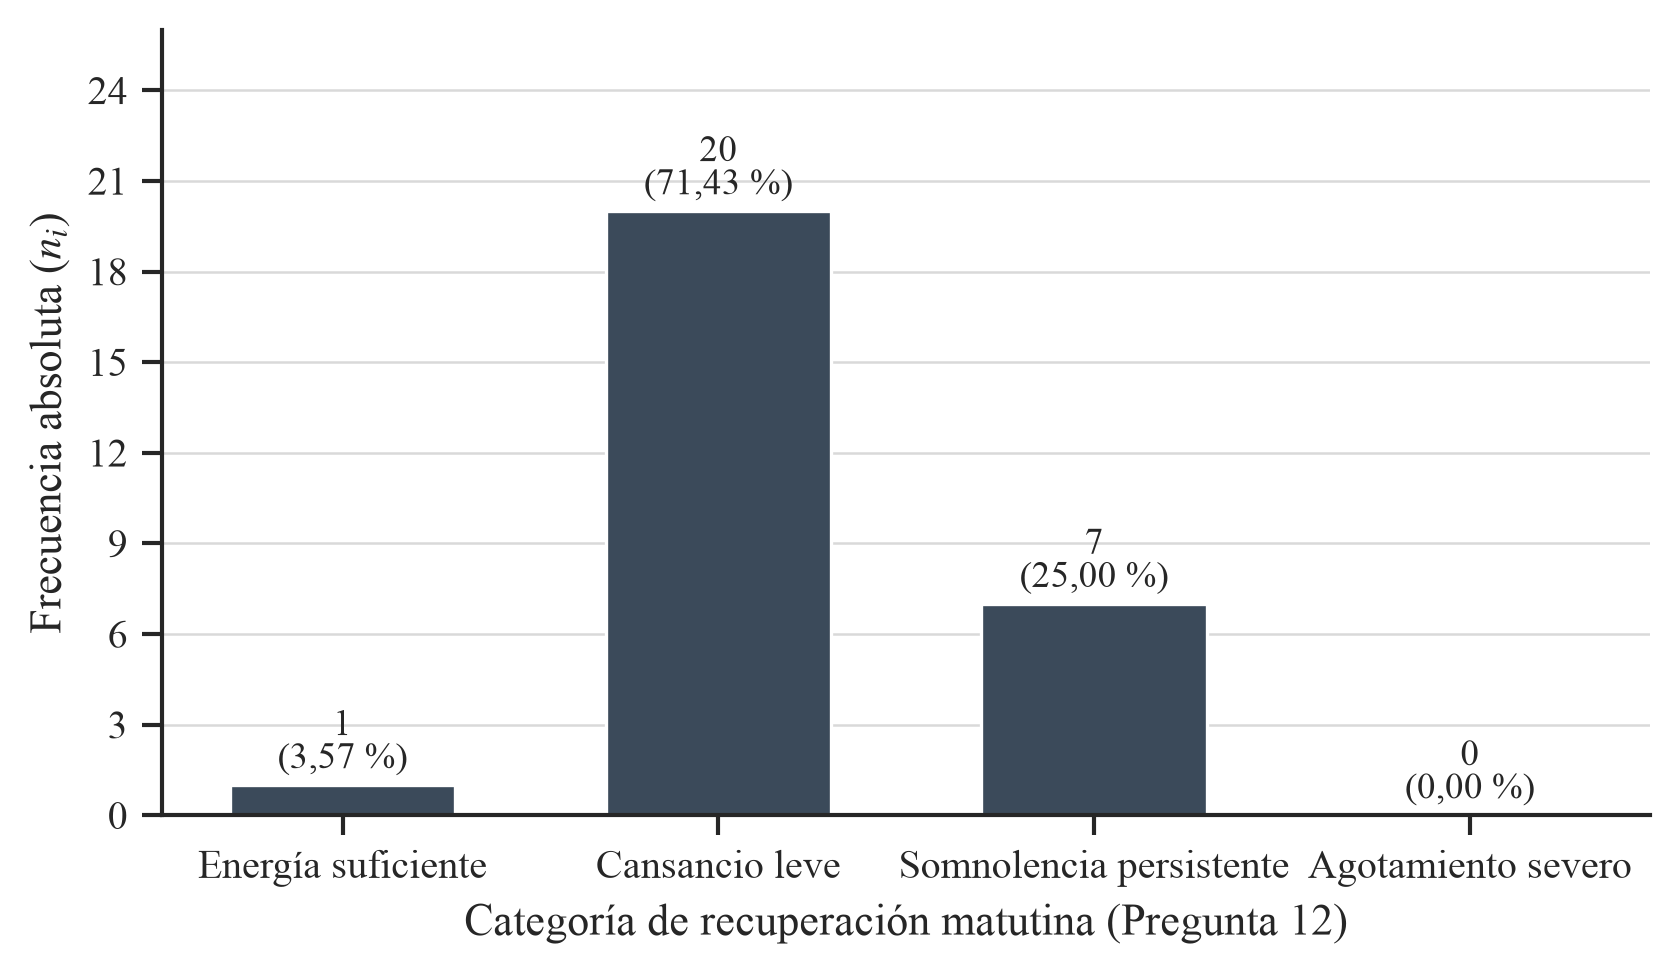 Frecuencia absoluta (nᵢ)
24
21
18
15
12
9
6
3
0
1
(3,57 %)
20
(71,43 %)
7
(25,00 %)
0
(0,00 %)
Energía suficiente
Cansancio leve
Somnolencia persistente
Agotamiento severo
Categoría de recuperación matutina (Pregunta 12)